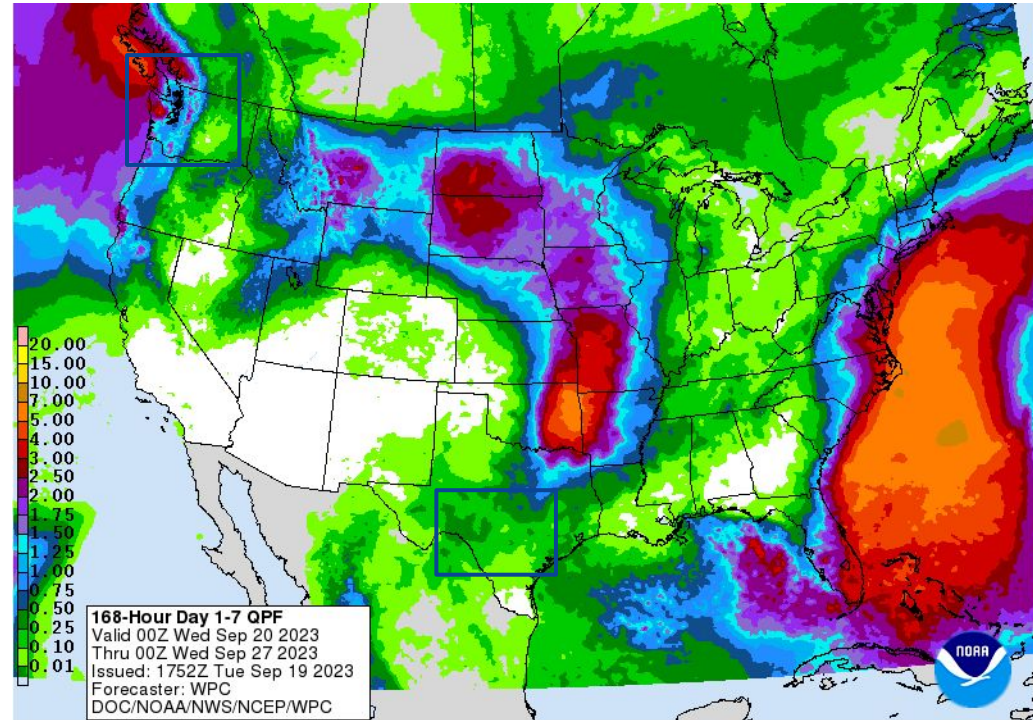 20.00
15.00
10.00
7.00
5.00
4.00
3.00
2.50
2.00
1.75
1.50
1.25
1.00
0.75
0.50
0.25
0.10
0.01
168-Hour Day 1-7 QPF
Valid 00Z Wed Sep 20 2023
Thru 00Z Wed Sep 27 2023
Issued: 1752Z Tue Sep 19 2023
Forecaster: WPC
DOC/NOAA/NWS/NCEP/WPC
NOAA